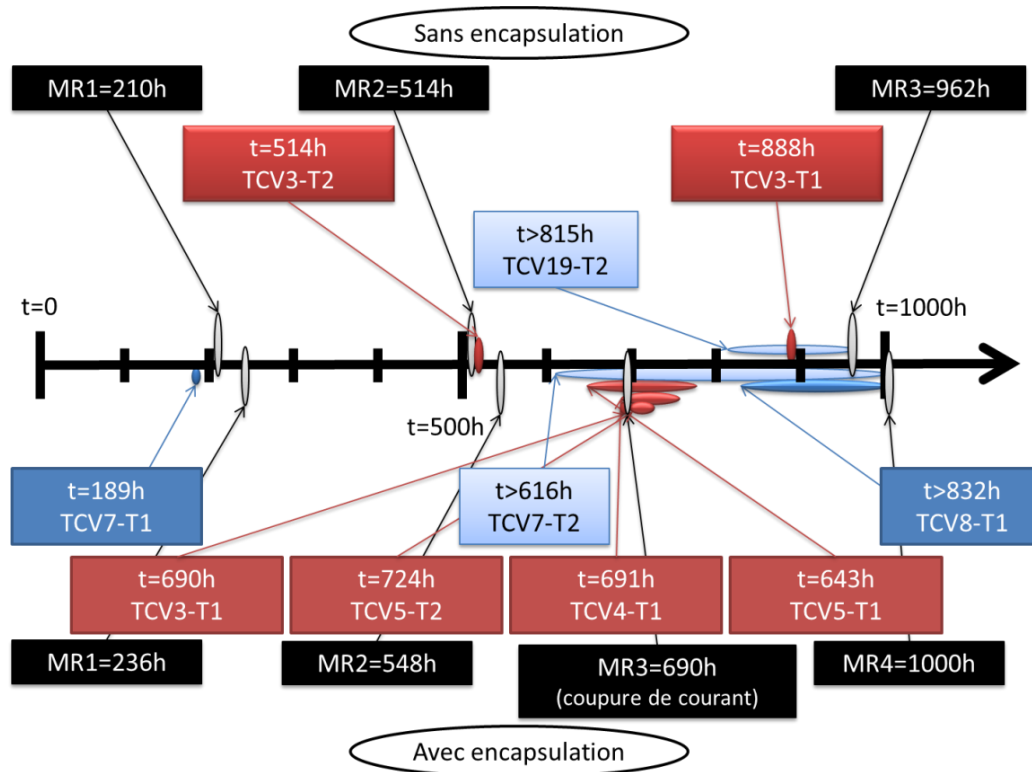 Sans encapsulation
MR1=210h
MR2=514h
MR3=962h
t=514h
TCV3-T2
t=888h
TCV3-T1
t>815h
TCV19-T2
t=0
t=1000h
t=500h
t=189h
TCV7-T1
t>616h
TCV7-T2
t>832h
TCV8-T1
t=690h
TCV3-T1
t=724h
TCV5-T2
t=691h
TCV4-T1
t=643h
TCV5-T1
MR1=236h
MR2=548h
MR3=690h
(coupure de courant)
MR4=1000h
Avec encapsulation